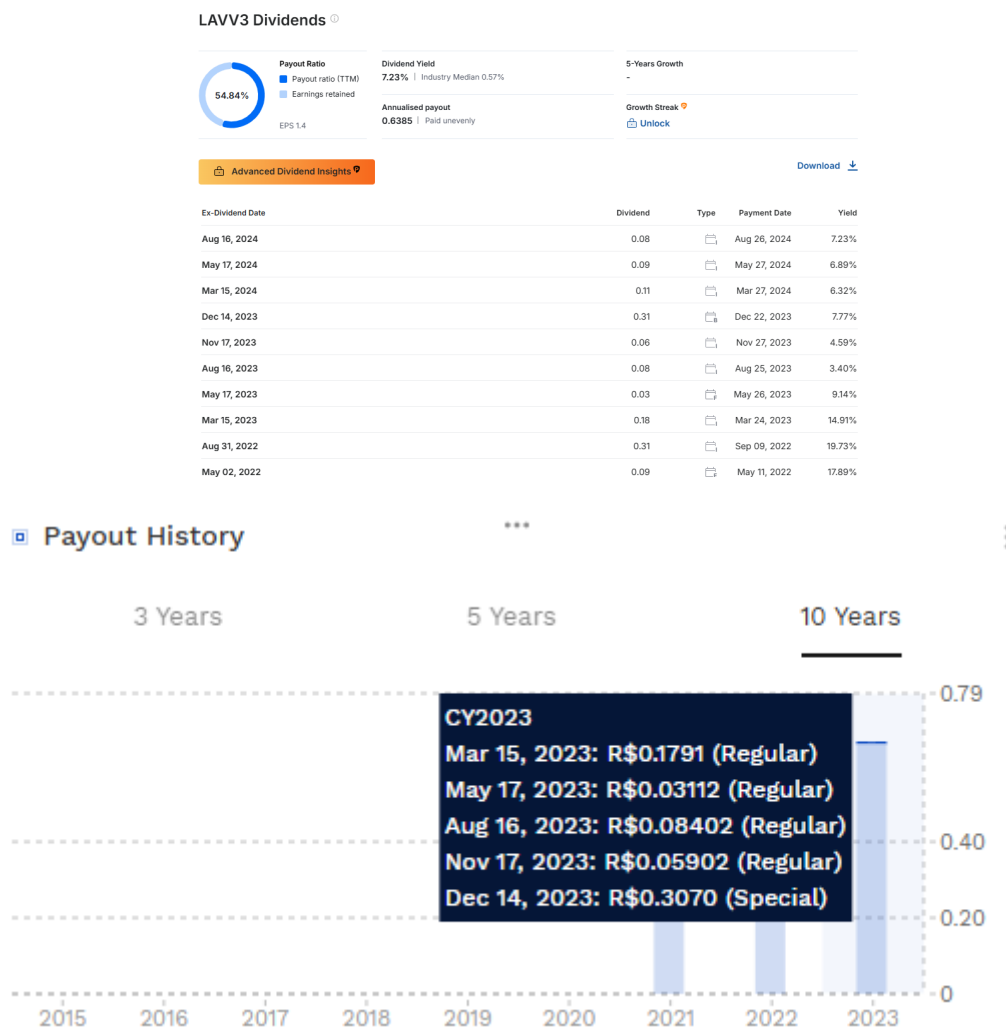 LAVV3 Dividends
Payout Ratio
Payout ratio (TTM)
Earnings retained
54.84%
EPS 1.4
Dividend Yield
7.23% | Industry Median 0.57%
Annualised payout
0.6385 | Paid unevenly
5-Years Growth
-
Growth Streak
Unlock
Advanced Dividend Insights
Download
Ex-Dividend Date Dividend Type Payment Date Yield
Aug 16, 2024 0.08 Aug 26, 2024 7.23%
May 17, 2024 0.09 May 27, 2024 6.89%
Mar 15, 2024 0.11 Mar 27, 2024 6.32%
Dec 14, 2023 0.31 Dec 22, 2023 7.77%
Nov 17, 2023 0.06 Nov 27, 2023 4.59%
Aug 16, 2023 0.08 Aug 25, 2023 3.40%
May 17, 2023 0.03 May 26, 2023 9.14%
Mar 15, 2023 0.18 Mar 24, 2023 14.91%
Aug 31, 2022 0.31 Sep 09, 2022 19.73%
May 02, 2022 0.09 May 11, 2022 17.89%
Payout History
3 Years 5 Years 10 Years
0.79
CY2023
Mar 15, 2023: R$0.1791 (Regular)
May 17, 2023: R$0.03112 (Regular)
Aug 16, 2023: R$0.08402 (Regular)
0.40
Nov 17, 2023: R$0.05902 (Regular)
Dec 14, 2023: R$0.3070 (Special)
0.20
0
2015 2016 2017 2018 2019 2020 2021 2022 2023